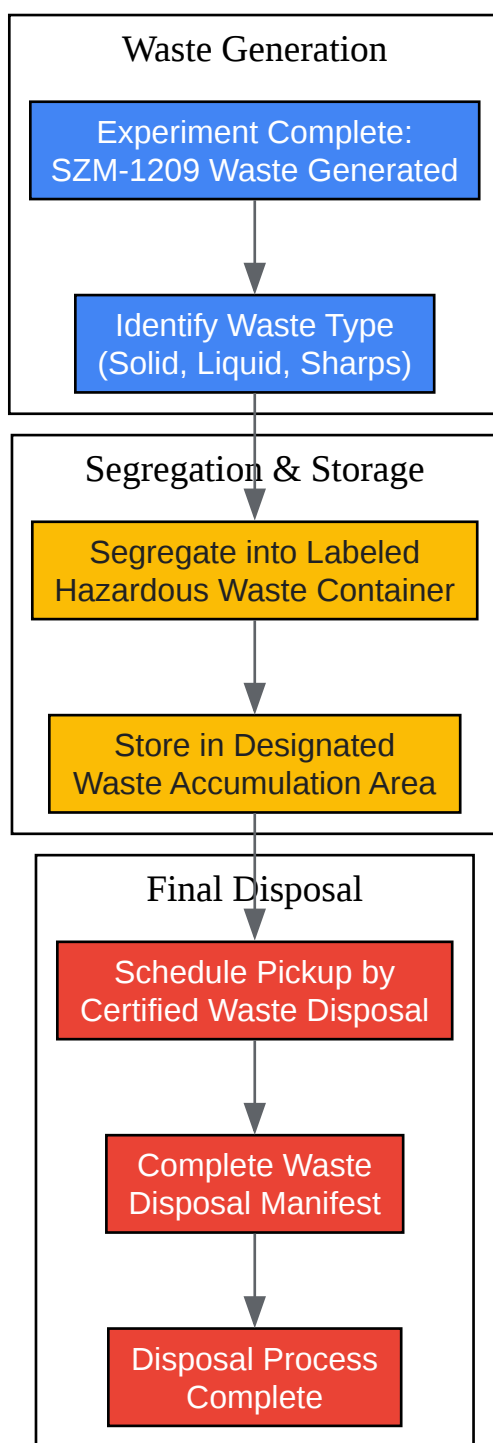 Waste Generation
Experiment Complete:
SZM-1209 Waste Generated
Identify Waste Type
(Solid, Liquid, Sharps)
Segregation & Storage
Segregate into Labeled
Hazardous Waste Container
Store in Designated
Waste Accumulation Area
Final Disposal
Schedule Pickup by
Certified Waste Disposal
Complete Waste
Disposal Manifest
Disposal Process
Complete